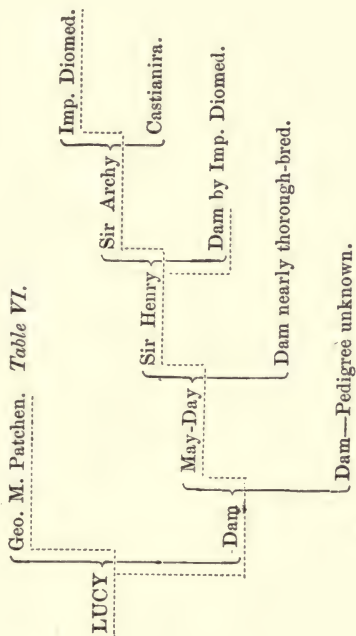 Geo. M. Patchen. Table VI.
LUCY
Dam
May-Day
Dam—Pedigree unknown.
Sir Henry
Dam nearly thorough-bred.
Sir Archy
Dam by Imp. Diomed.
Imp. Diomed.
Castianira.